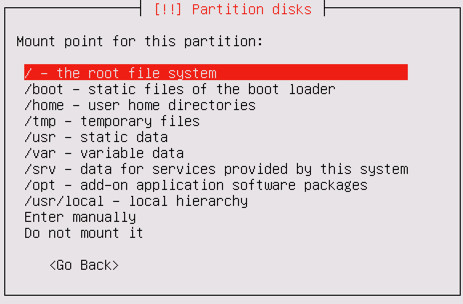 [!!] Partition disks
Mount point for this partition:
/ – the root file system
/boot – static files of the boot loader
/home – user home directories
/tmp – temporary files
/usr – static data
/var – variable data
/srv – data for services provided by this system
/opt – add-on application software packages
/usr/local – local hierarchy
Enter manually
Do not mount it
<Go Back>